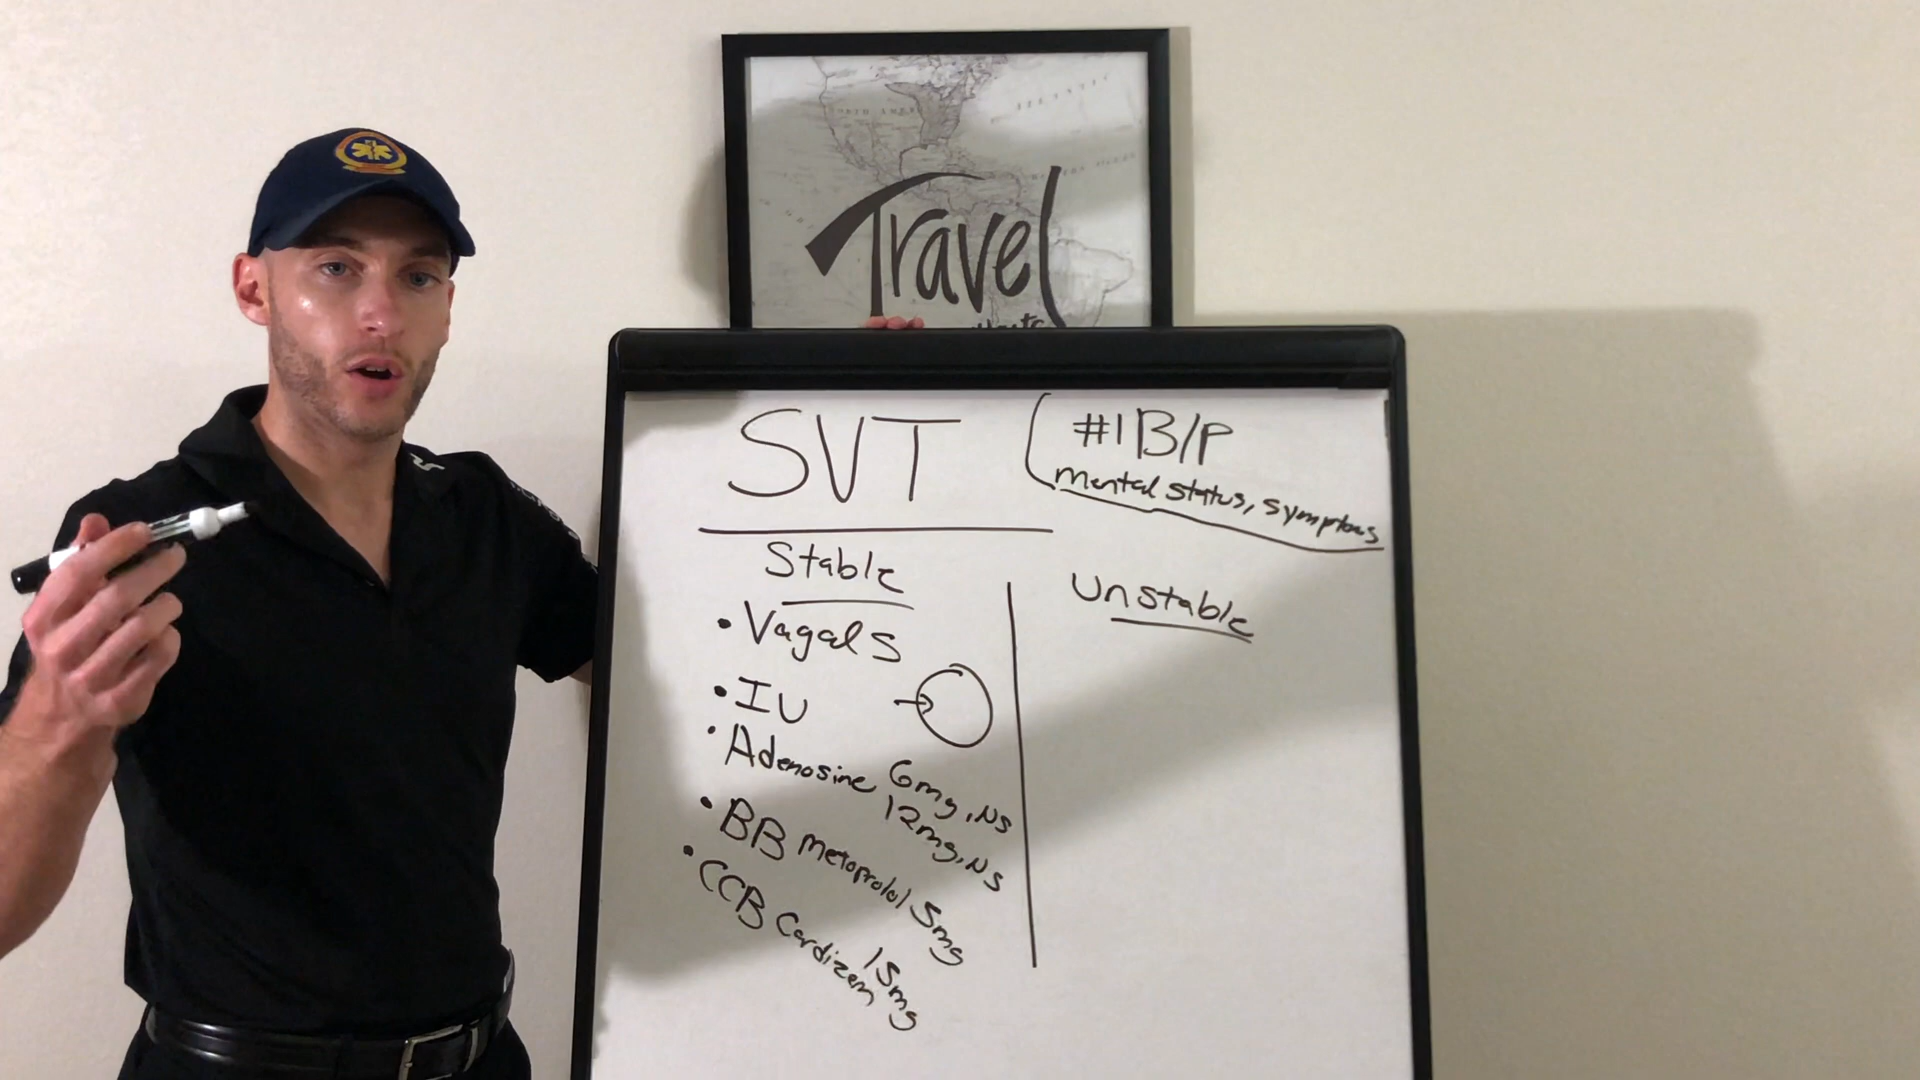 Travel
SVT
#1 B/P
mental status, symptoms
Stable
• Vagals
• IV
• Adenosine 6mg, NS
12mg, NS
• BB metoprolol 5mg
• CCB Cardizem 15mg
Unstable